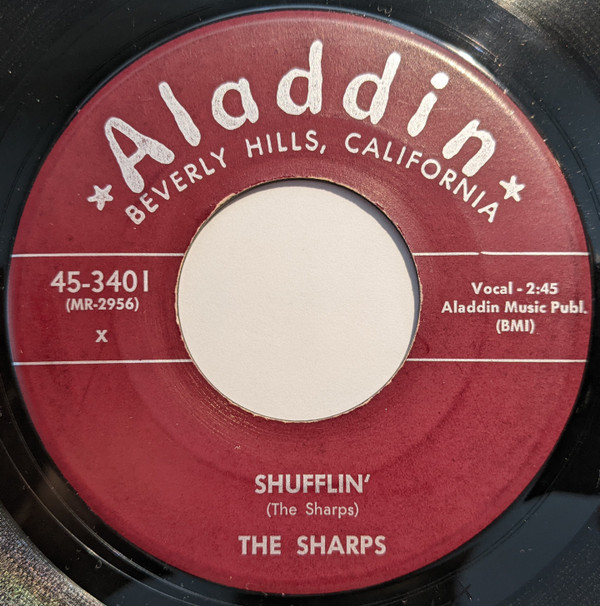 Aladdin
BEVERLY HILLS, CALIFORNIA
45-3401
(MR-2956)
X
Vocal - 2:45
Aladdin Music Publ.
(BMI)
SHUFFLIN'
(The Sharps)
THE SHARPS